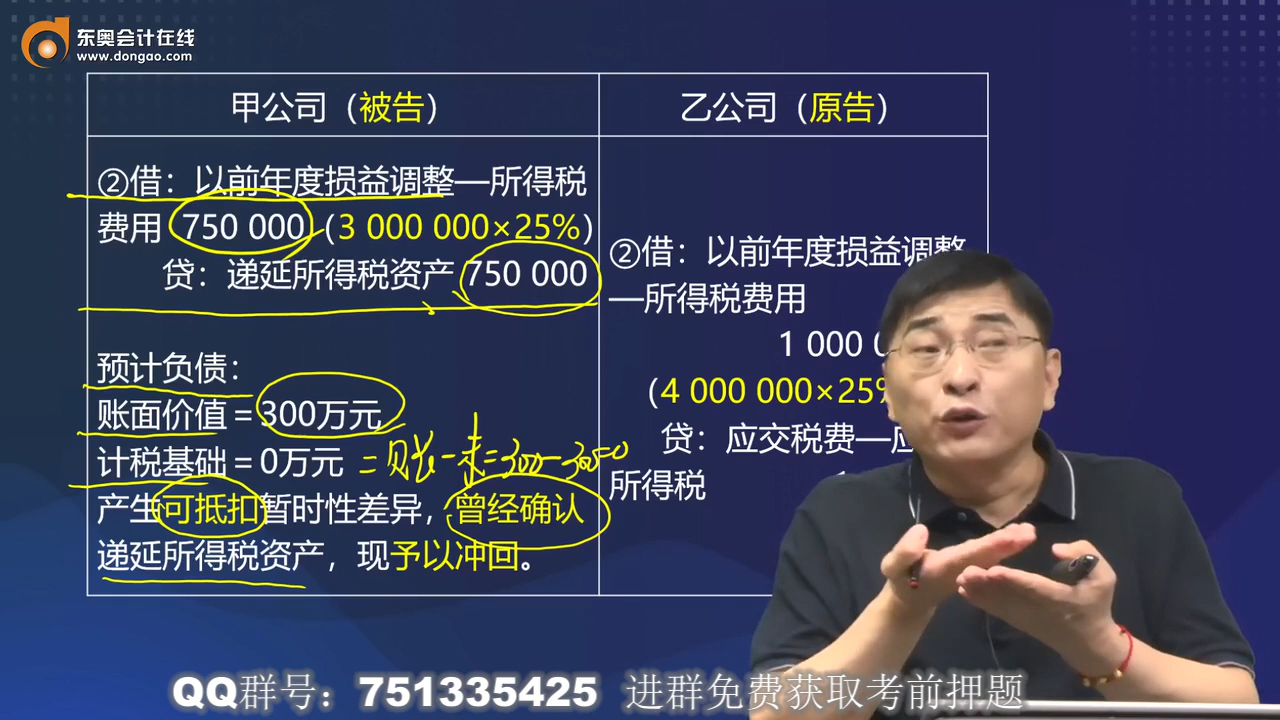 东奥会计在线
www.dongao.com
甲公司（被告）
乙公司（原告）
②借：以前年度损益调整—所得税
费用 750 000（3 000 000×25%）
贷：递延所得税资产 750 000
预计负债：
账面价值＝300万元
计税基础＝0万元
＝账－未＝300－300＝0
产生可抵扣暂时性差异，曾经确认
递延所得税资产，现予以冲回。
②借：以前年度损益调整
—所得税费用
1 000
（4 000 000×25%
贷：应交税费—应
所得税
QQ群号：751335425 进群免费获取考前押题